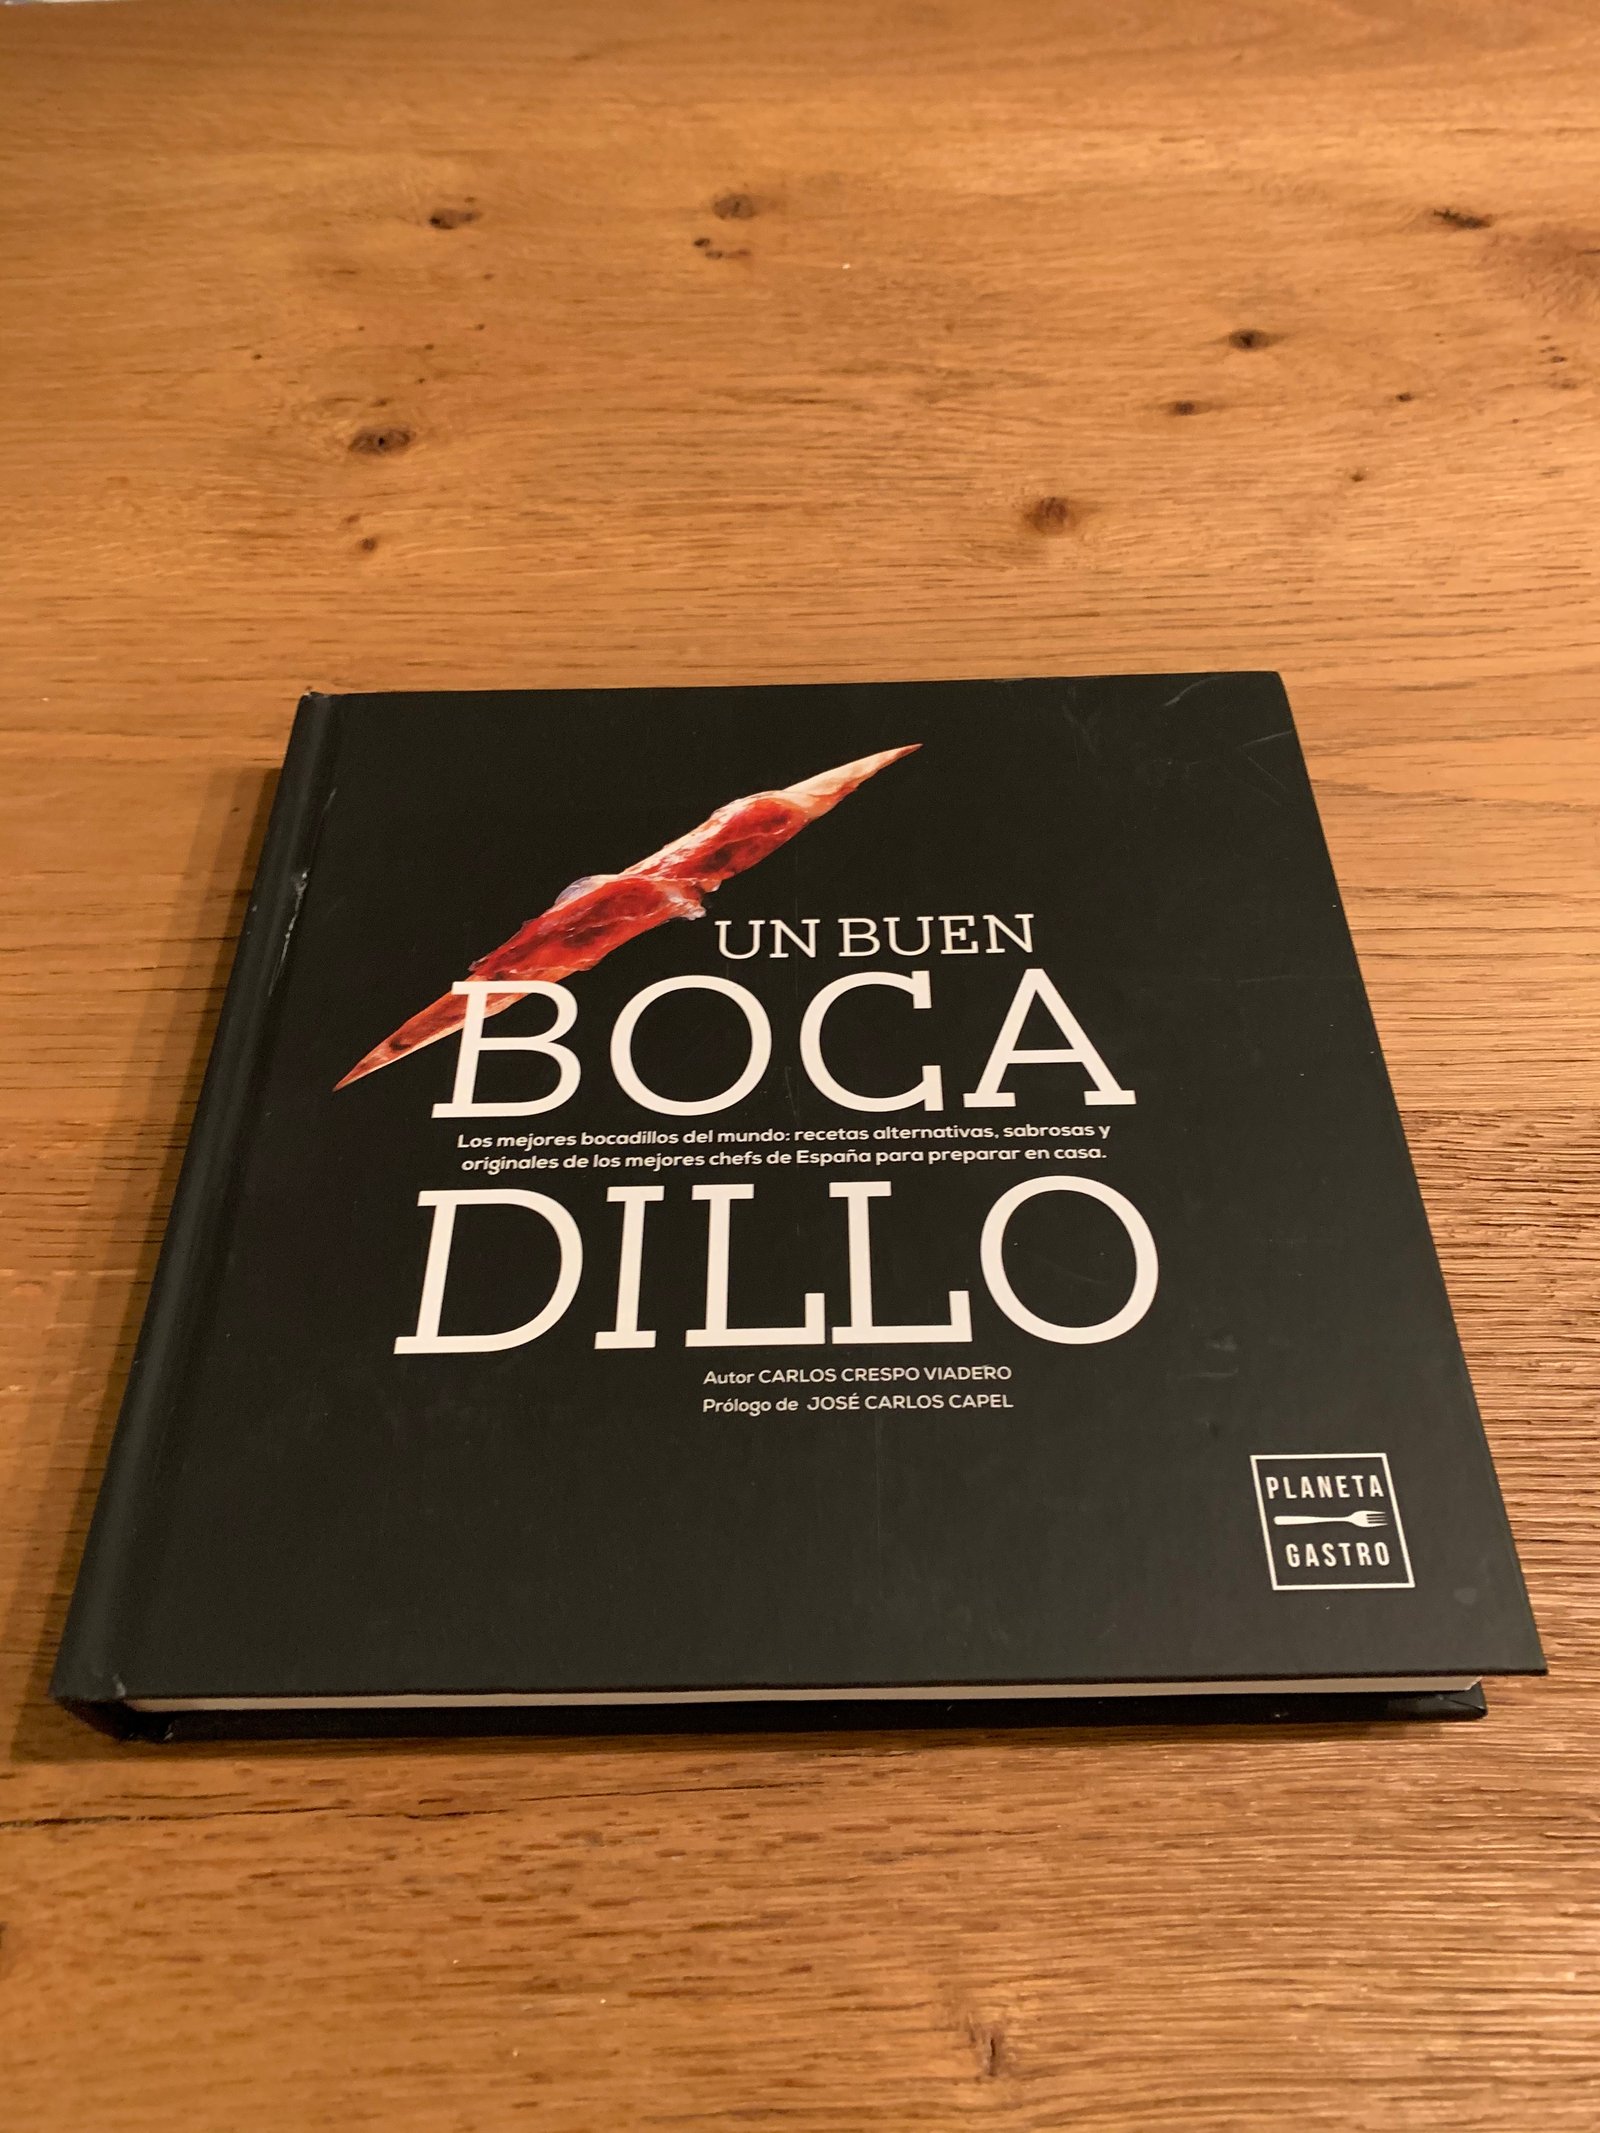 UN BUEN
BOCA
Los mejores bocadillos del mundo: recetas alternativas, sabrosas y
originales de los mejores chefs de España para preparar en casa.
DILLO
Autor CARLOS CRESPO VIADERO
Prólogo de JOSÉ CARLOS CAPEL
PLANETA
GASTRO